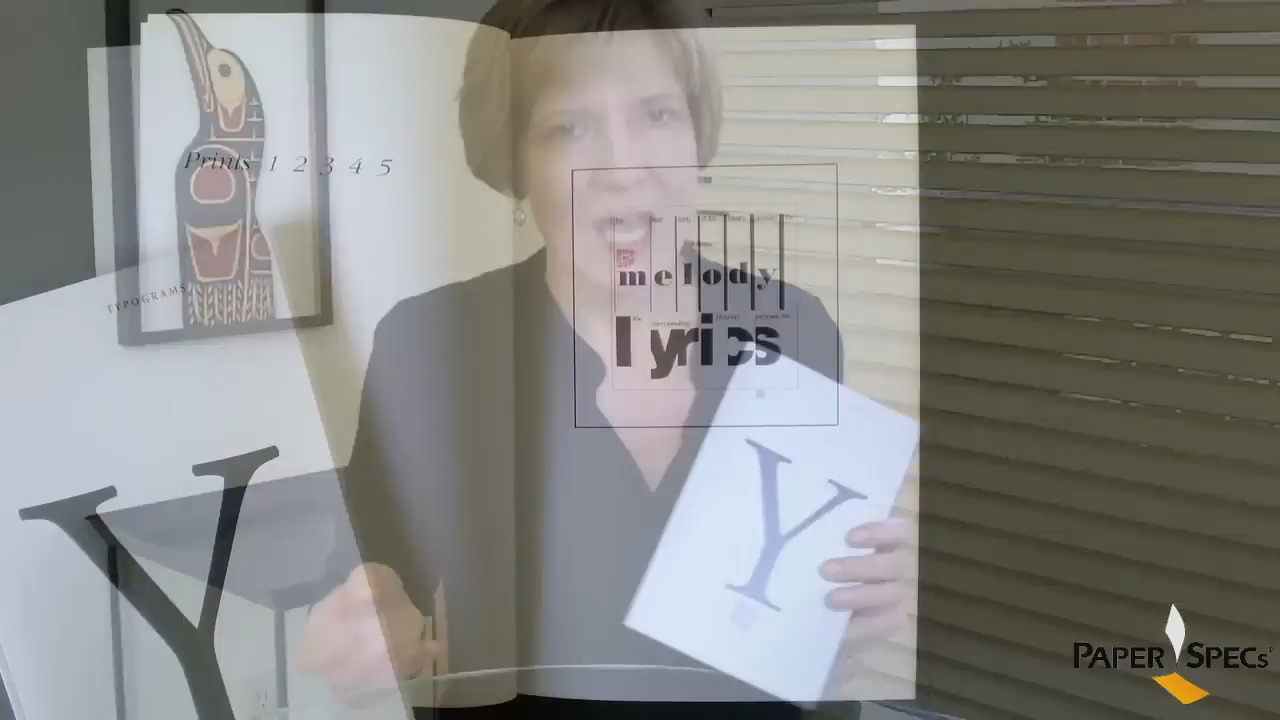 Prints 1 2 3 4 5
TYPOGRAMS
Y
melody
lyrics
Y
PAPER SPECS